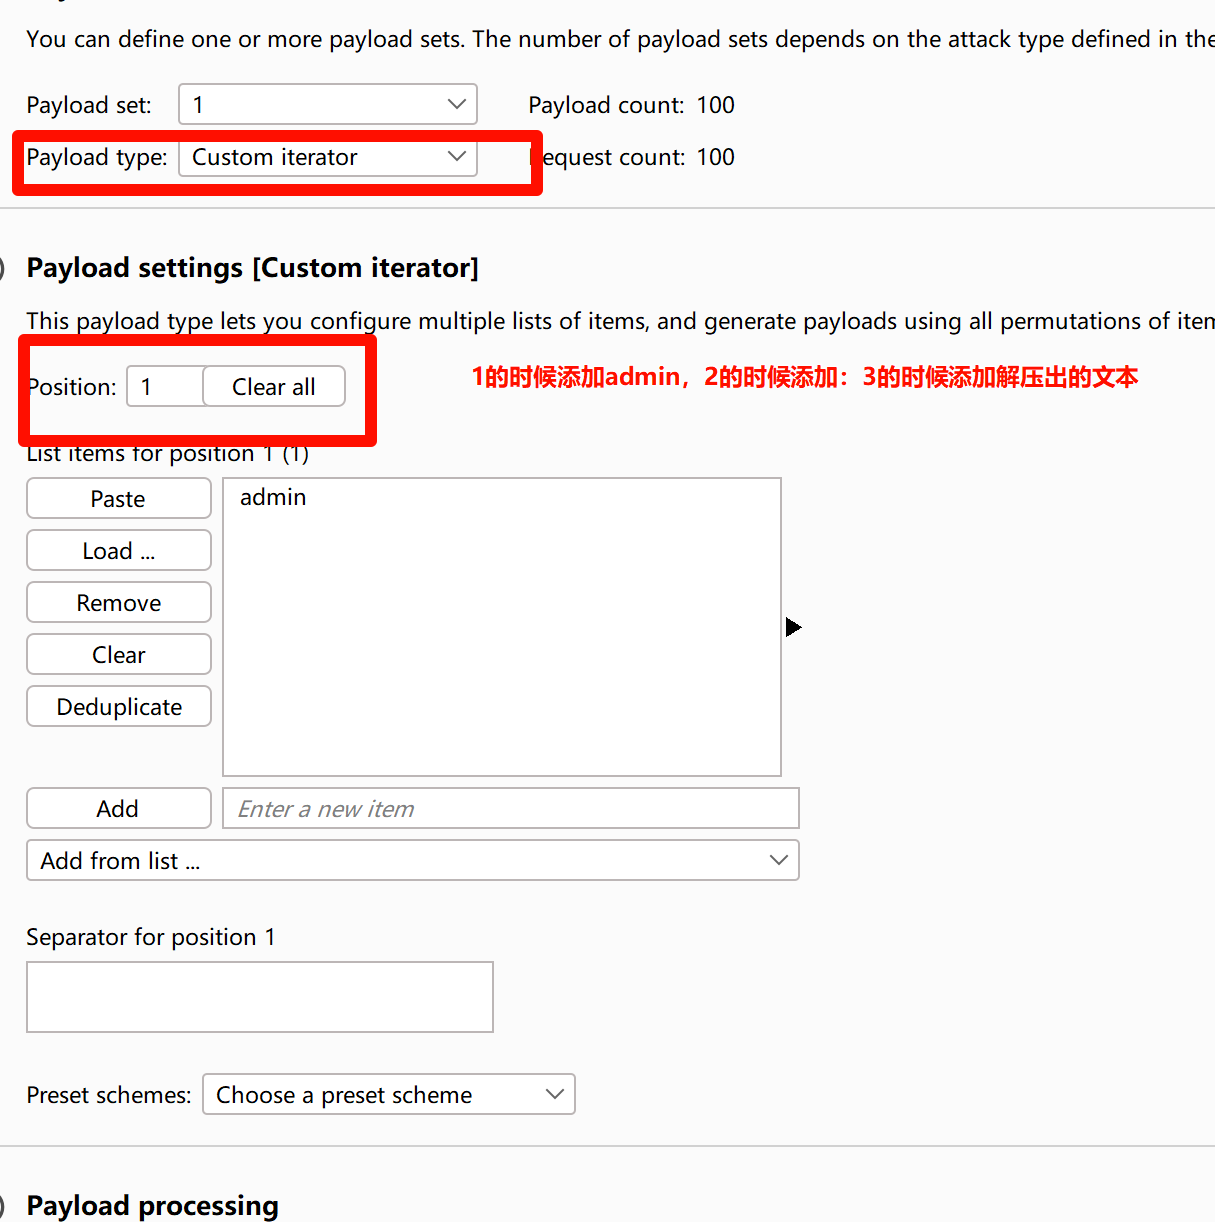 You can define one or more payload sets. The number of payload sets depends on the attack type defined in the
Payload set: 1 Payload count: 100
Payload type: Custom iterator equest count: 100
Payload settings [Custom iterator]
This payload type lets you configure multiple lists of items, and generate payloads using all permutations of item
Position: 1 Clear all
1的时候添加admin，2的时候添加：3的时候添加解压出的文本
List items for position 1 (1)
Paste
admin
Load ...
Remove
Clear
Deduplicate
Add Enter a new item
Add from list ...
Separator for position 1
Preset schemes: Choose a preset scheme
Payload processing